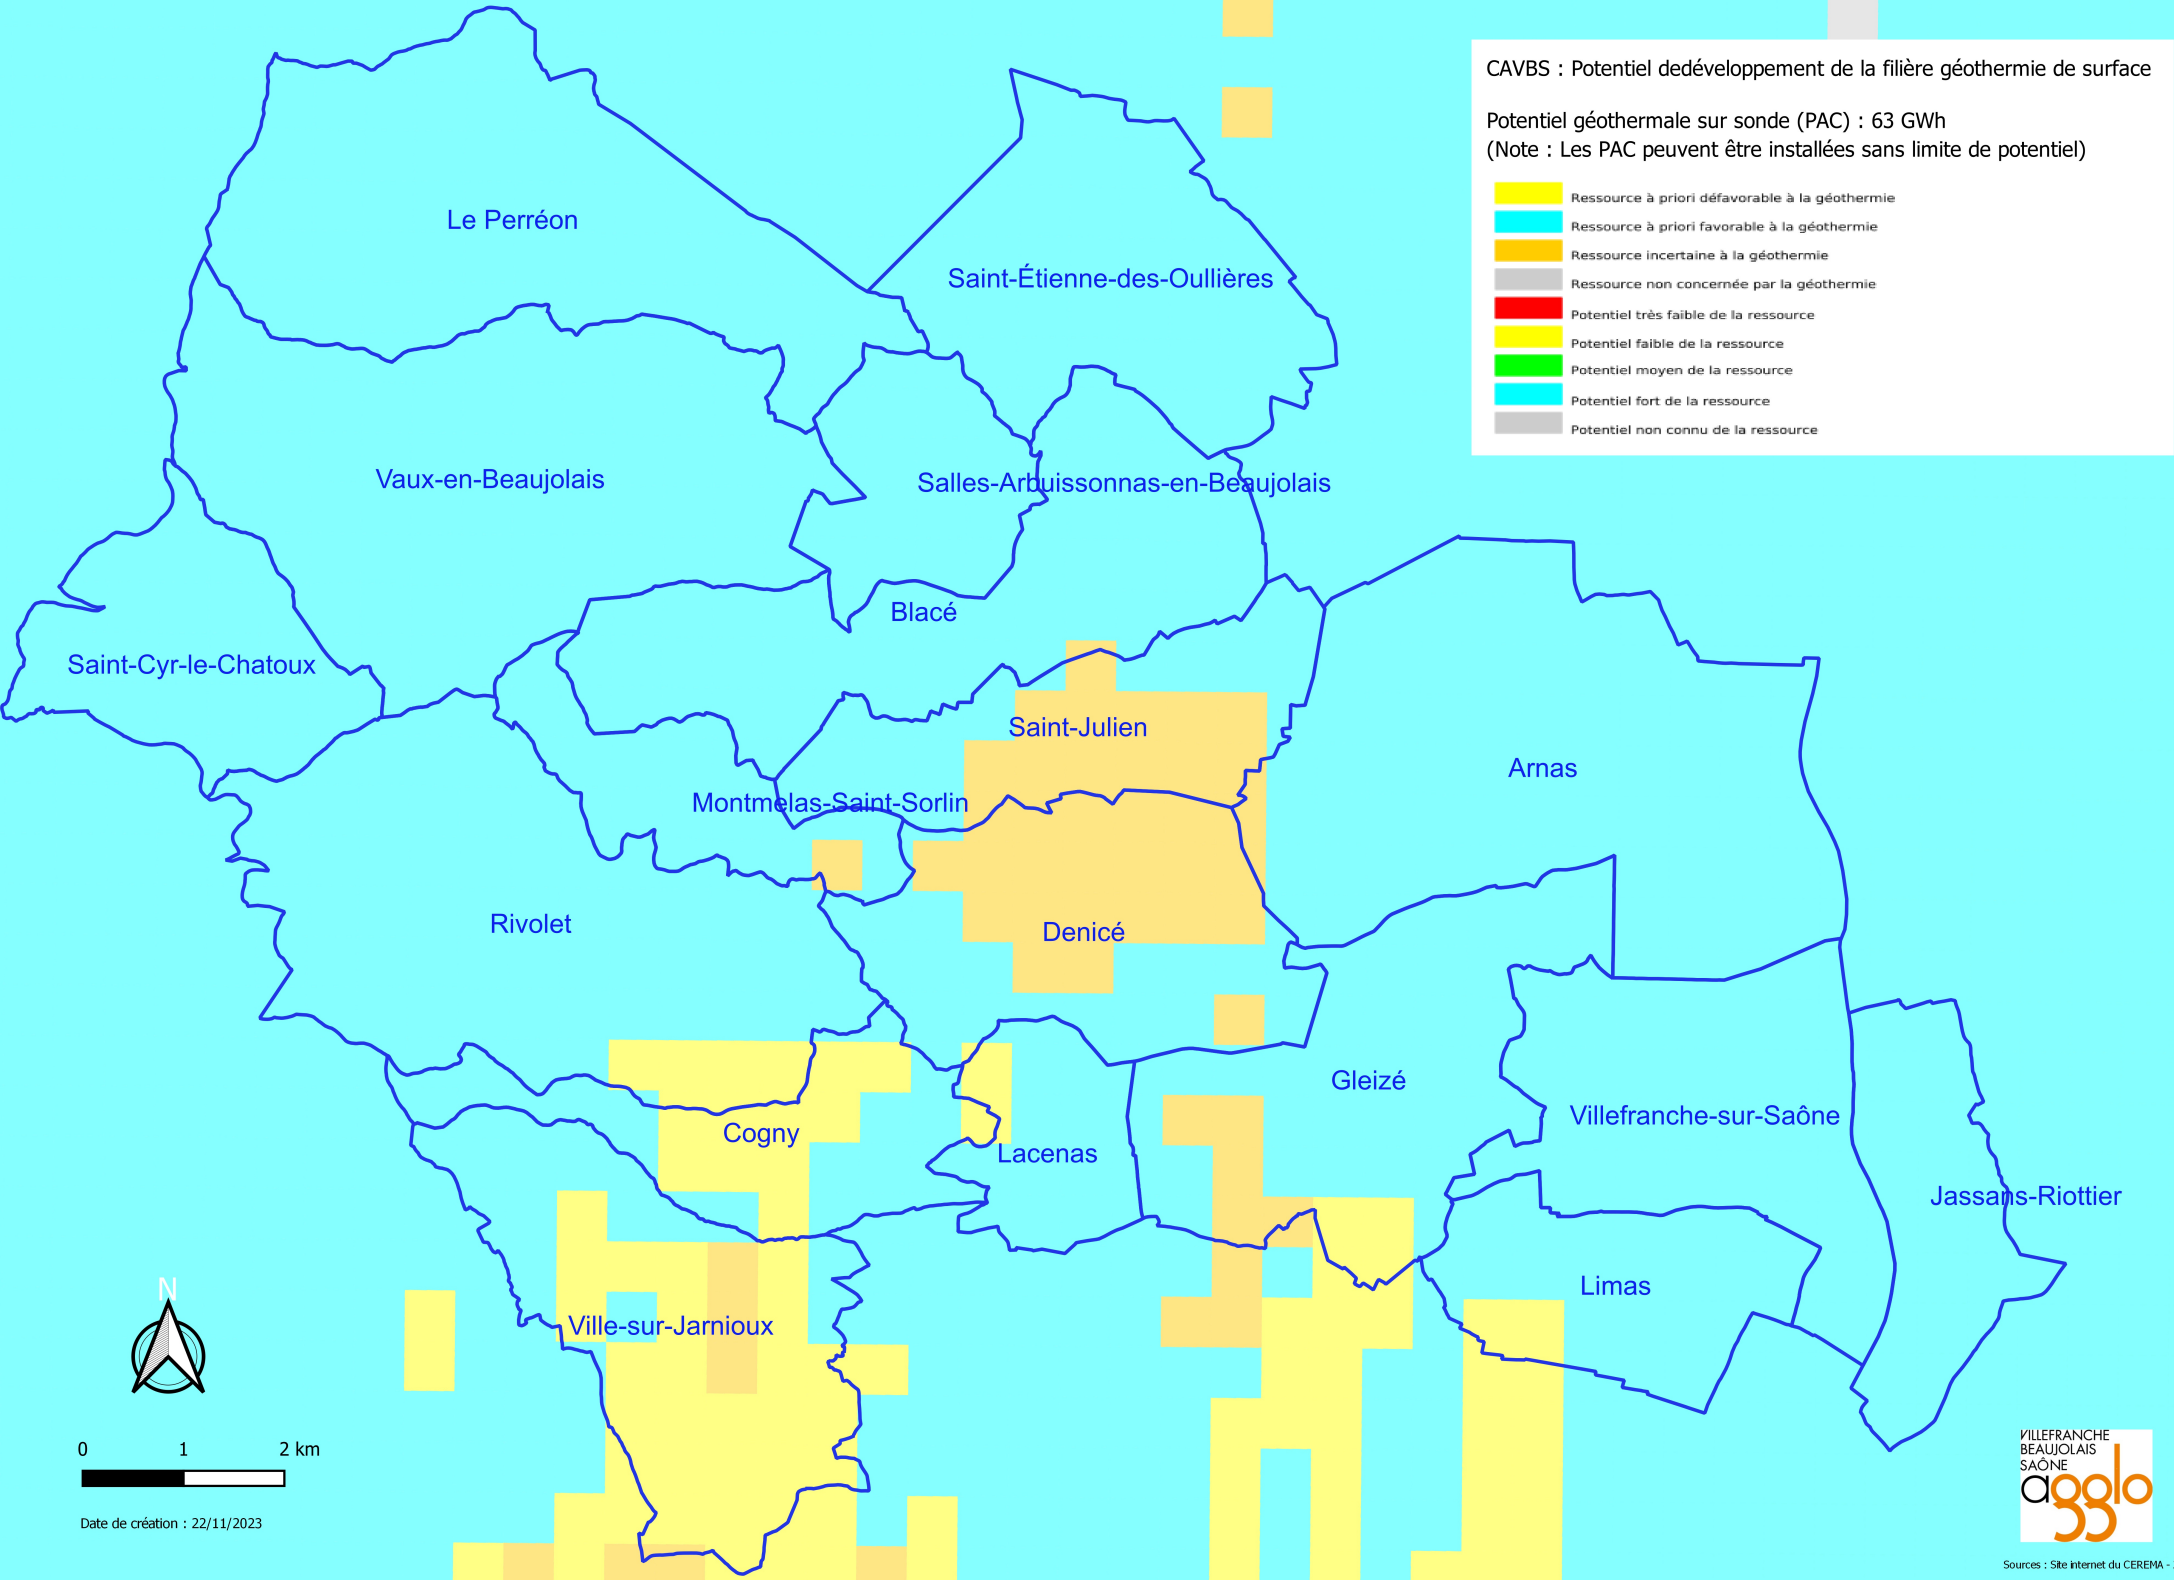 CAVBS : Potentiel dedéveloppement de la filière géothermie de surface
Potentiel géothermale sur sonde (PAC) : 63 GWh
(Note : Les PAC peuvent être installées sans limite de potentiel)
Ressource à priori défavorable à la géothermie
Ressource à priori favorable à la géothermie
Ressource incertaine à la géothermie
Ressource non concernée par la géothermie
Potentiel très faible de la ressource
Potentiel faible de la ressource
Potentiel moyen de la ressource
Potentiel fort de la ressource
Potentiel non connu de la ressource
Le Perréon
Saint-Étienne-des-Oullières
Vaux-en-Beaujolais
Salles-Arbuissonnas-en-Beaujolais
Blacé
Saint-Cyr-le-Chatoux
Saint-Julien
Arnas
Montmelas-Saint-Sorlin
Rivolet
Denicé
Gleizé
Villefranche-sur-Saône
Cogny
Lacenas
Jassans-Riottier
Limas
Ville-sur-Jarnioux
N
0 1 2 km
Date de création : 22/11/2023
VILLEFRANCHE
BEAUJOLAIS
SAÔNE
agglo
Sources : Site internet du CEREMA -